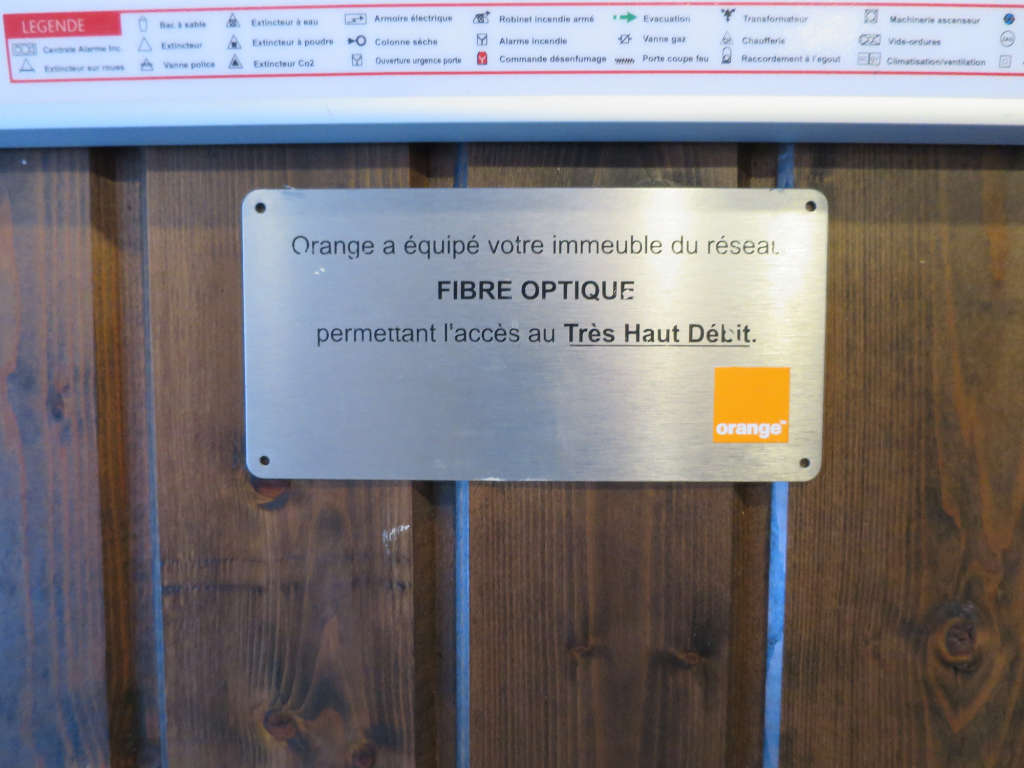 LEGENDE Bac à sable Extincteur à eau Armoire électrique Robinet incendie armé Evacuation Transformateur Machinerie ascenseur
Centrale Alarme Inc. Extincteur Extincteur à poudre Colonne sèche Alarme incendie Vanne gaz Chaufferie Vide-ordures
Extincteur sur roues Vanne police Extincteur Co2 Ouverture urgence porte Commande désenfumage Porte coupe feu Raccordement à l'egout Climatisation/ventilation
Orange a équipé votre immeuble du réseau
FIBRE OPTIQUE
permettant l'accès au Très Haut Débit.
orange™